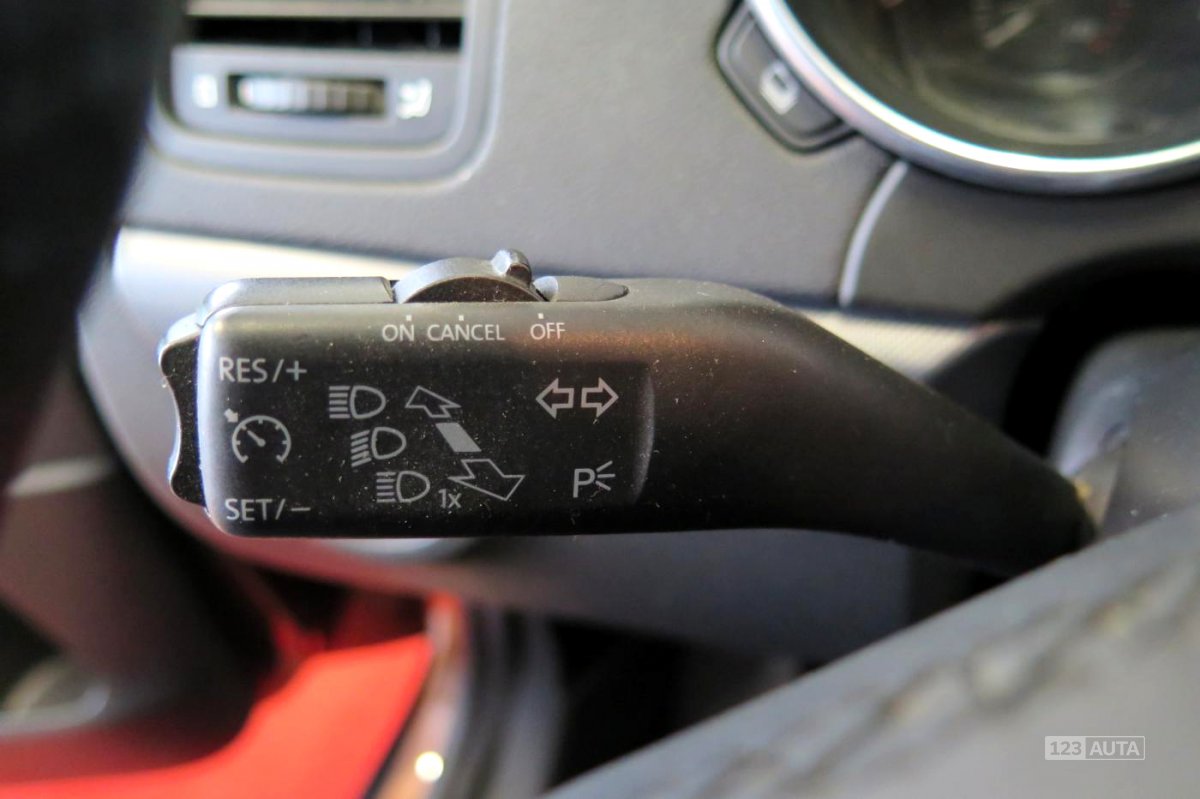 ON CANCEL OFF
RES/+
SET/-
1x
P
123 AUTA